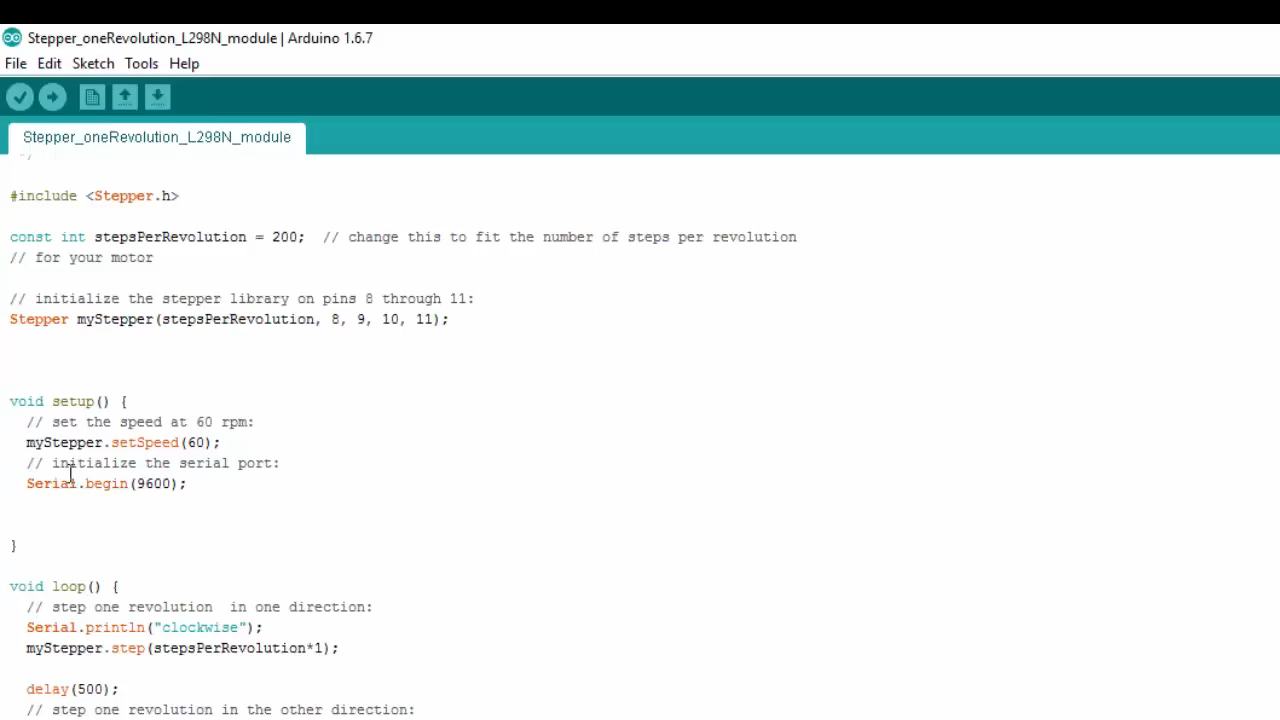 Stepper_oneRevolution_L298N_module | Arduino 1.6.7
File Edit Sketch Tools Help
Stepper_oneRevolution_L298N_module
*/
#include <Stepper.h>
const int stepsPerRevolution = 200;  // change this to fit the number of steps per revolution
// for your motor
// initialize the stepper library on pins 8 through 11:
Stepper myStepper(stepsPerRevolution, 8, 9, 10, 11);
void setup() {
// set the speed at 60 rpm:
myStepper.setSpeed(60);
// initialize the serial port:
Serial.begin(9600);
}
void loop() {
// step one revolution  in one direction:
Serial.println("clockwise");
myStepper.step(stepsPerRevolution*1);
delay(500);
// step one revolution in the other direction: